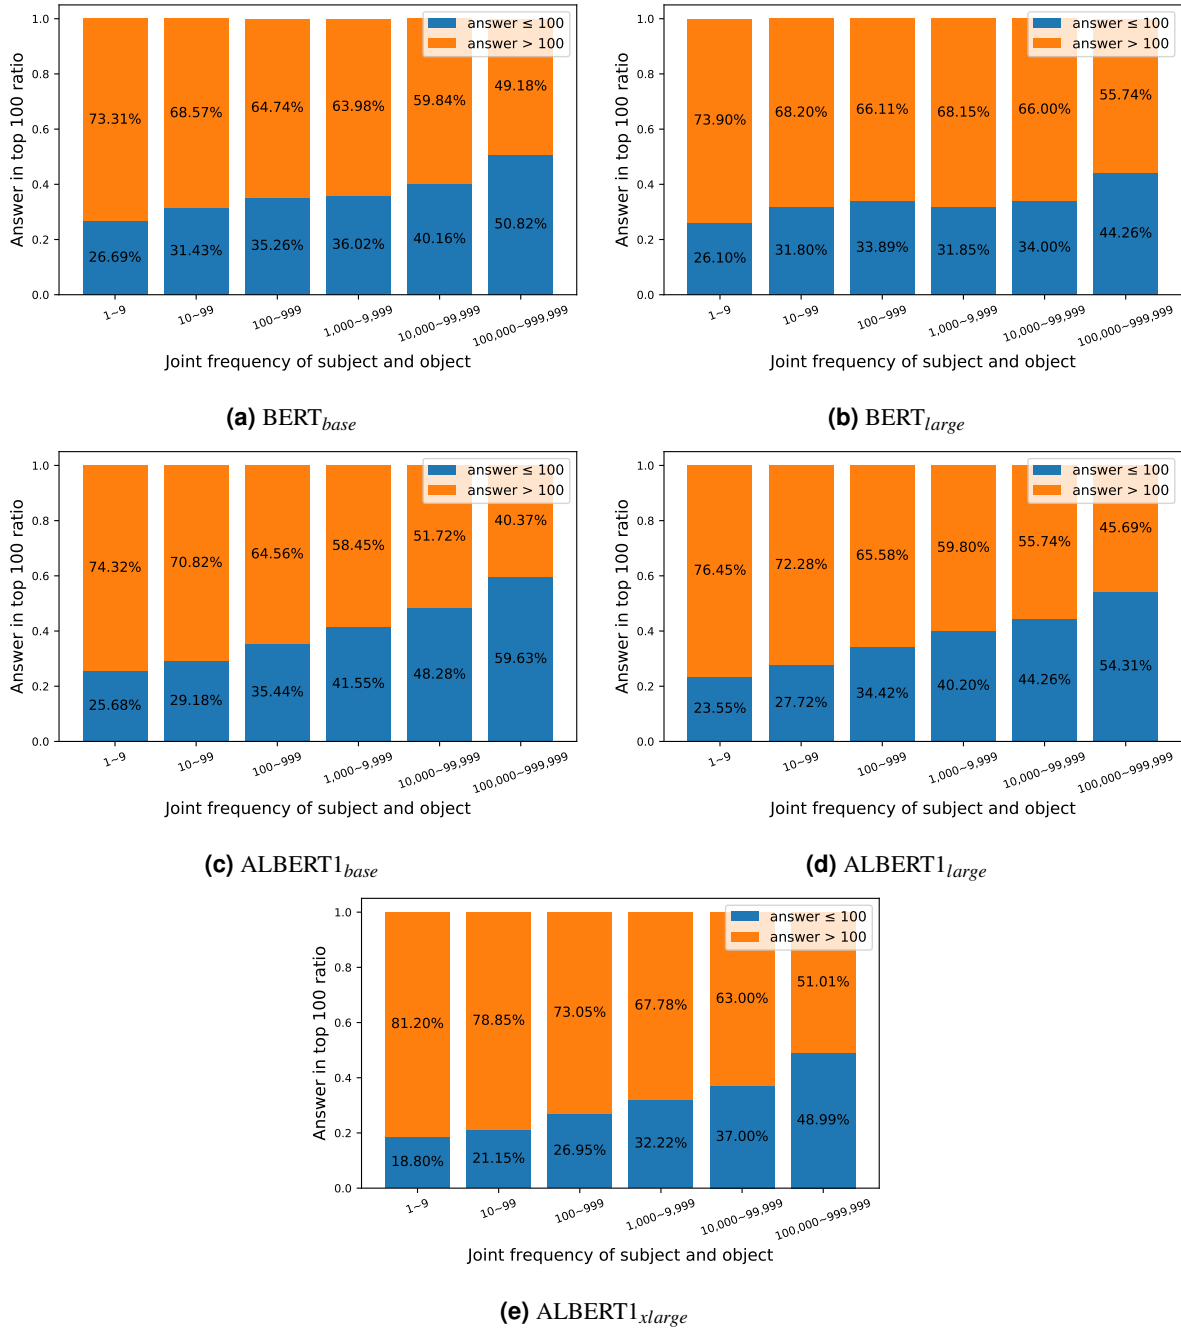 answer ≤ 100
answer > 100
Answer in top 100 ratio
1.0
0.8
0.6
0.4
0.2
0.0
73.31% 68.57% 64.74% 63.98% 59.84% 49.18%
26.69% 31.43% 35.26% 36.02% 40.16% 50.82%
1~9 10~99 100~999 1,000~9,999 10,000~99,999 100,000~999,999
Joint frequency of subject and object
(a) BERTbase
answer ≤ 100
answer > 100
Answer in top 100 ratio
1.0
0.8
0.6
0.4
0.2
0.0
73.90% 68.20% 66.11% 68.15% 66.00% 55.74%
26.10% 31.80% 33.89% 31.85% 34.00% 44.26%
1~9 10~99 100~999 1,000~9,999 10,000~99,999 100,000~999,999
Joint frequency of subject and object
(b) BERTlarge
answer ≤ 100
answer > 100
Answer in top 100 ratio
1.0
0.8
0.6
0.4
0.2
0.0
74.32% 70.82% 64.56% 58.45% 51.72% 40.37%
25.68% 29.18% 35.44% 41.55% 48.28% 59.63%
1~9 10~99 100~999 1,000~9,999 10,000~99,999 100,000~999,999
Joint frequency of subject and object
(c) ALBERT1base
answer ≤ 100
answer > 100
Answer in top 100 ratio
1.0
0.8
0.6
0.4
0.2
0.0
76.45% 72.28% 65.58% 59.80% 55.74% 45.69%
23.55% 27.72% 34.42% 40.20% 44.26% 54.31%
1~9 10~99 100~999 1,000~9,999 10,000~99,999 100,000~999,999
Joint frequency of subject and object
(d) ALBERT1large
answer ≤ 100
answer > 100
Answer in top 100 ratio
1.0
0.8
0.6
0.4
0.2
0.0
81.20% 78.85% 73.05% 67.78% 63.00% 51.01%
18.80% 21.15% 26.95% 32.22% 37.00% 48.99%
1~9 10~99 100~999 1,000~9,999 10,000~99,999 100,000~999,999
Joint frequency of subject and object
(e) ALBERT1xlarge